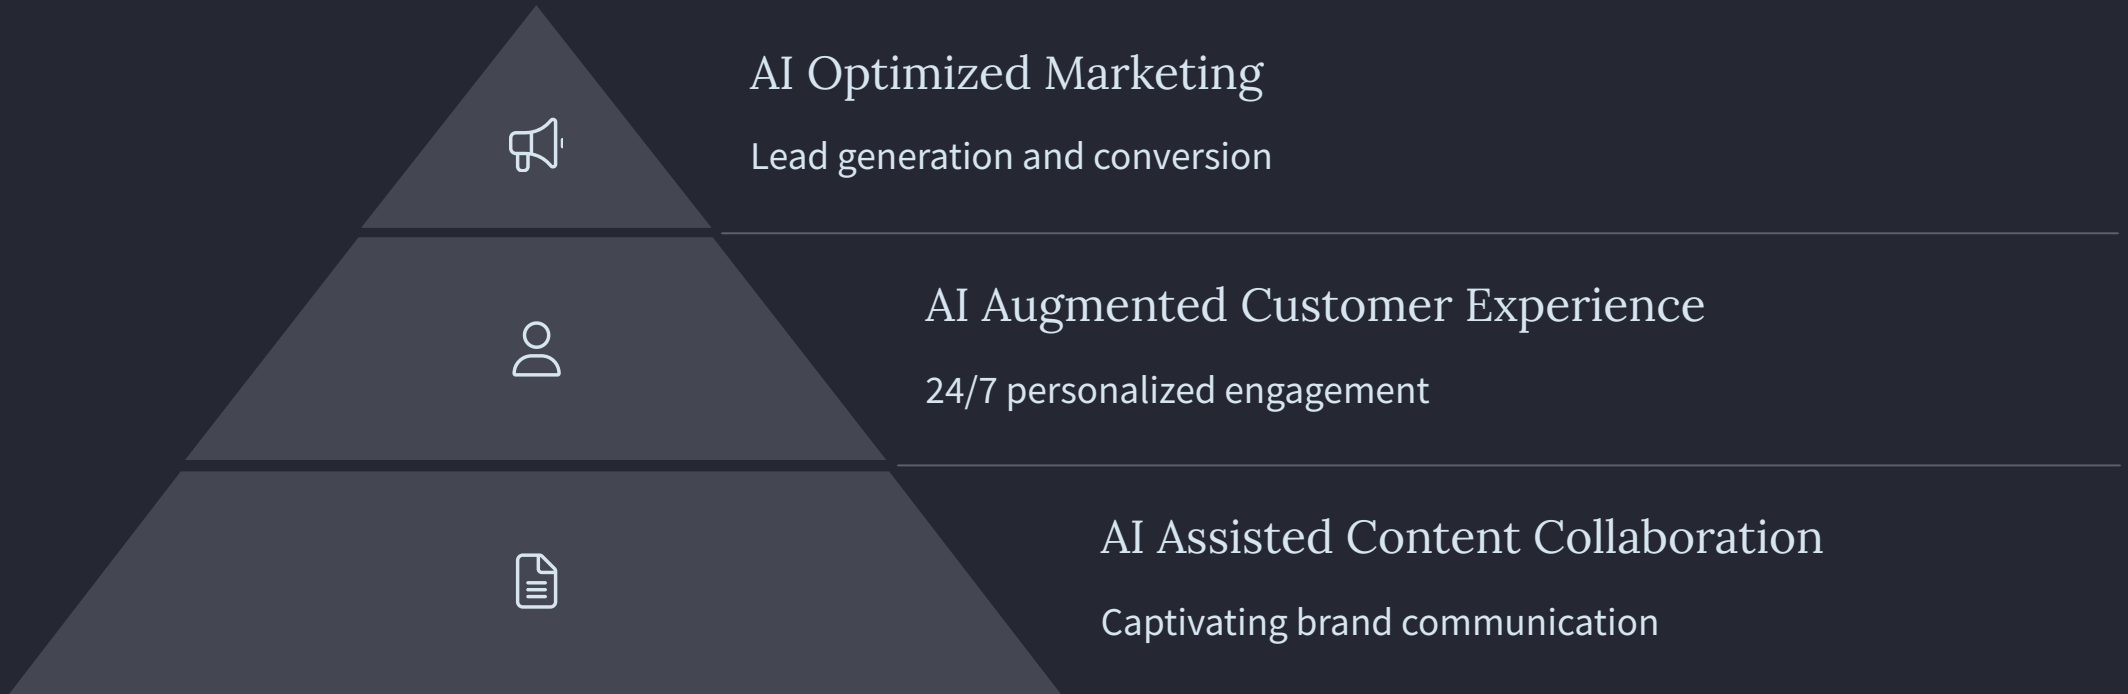 AI Optimized Marketing
Lead generation and conversion
AI Augmented Customer Experience
24/7 personalized engagement
AI Assisted Content Collaboration
Captivating brand communication